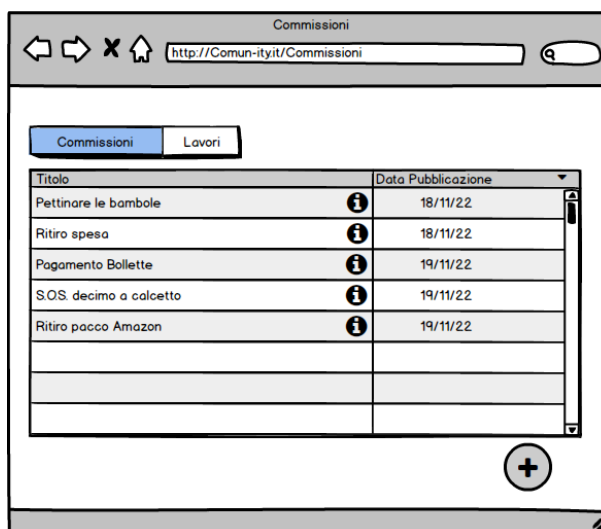 Commissioni
http://Comun-ity.it/Commissioni
Commissioni Lavori
Titolo Data Pubblicazione
Pettinare le bambole 18/11/22
Ritiro spesa 18/11/22
Pagamento Bollette 19/11/22
S.O.S. decimo a calcetto 19/11/22
Ritiro pacco Amazon 19/11/22